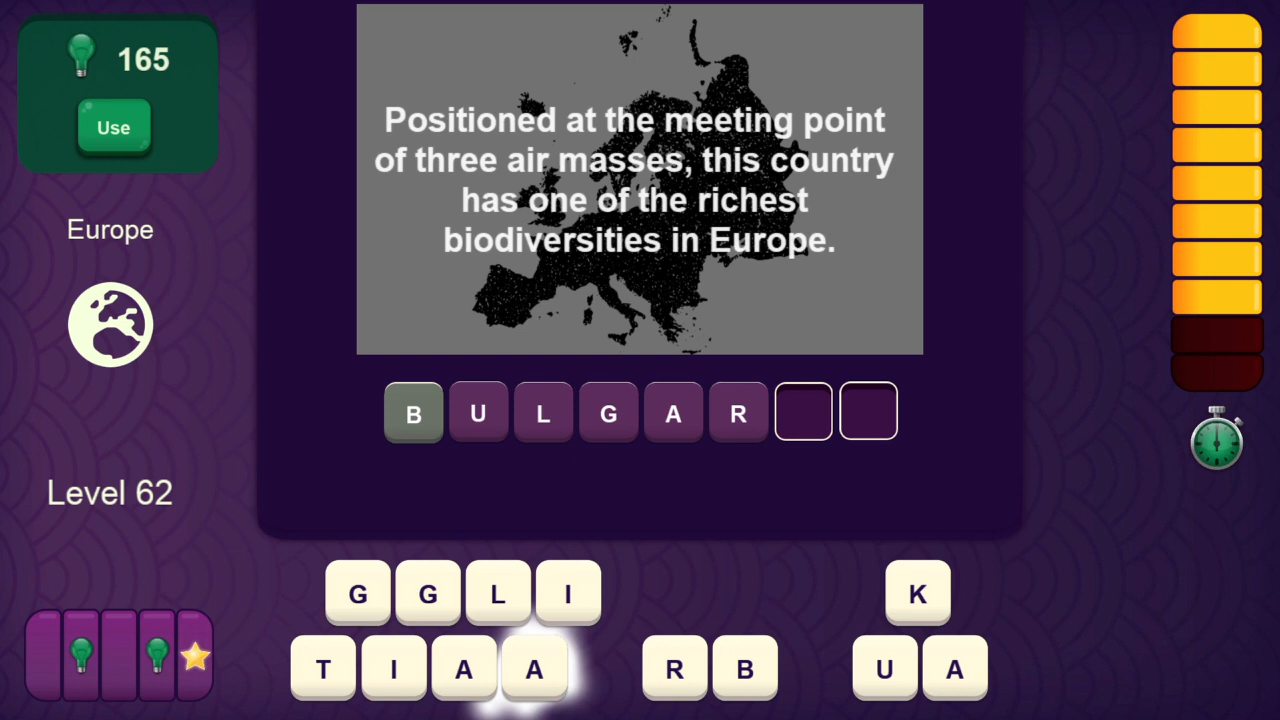 165
Use
Europe
Level 62
Positioned at the meeting point
of three air masses, this country
has one of the richest
biodiversities in Europe.
B U L G A R
G G L I K
T I A A R B U A